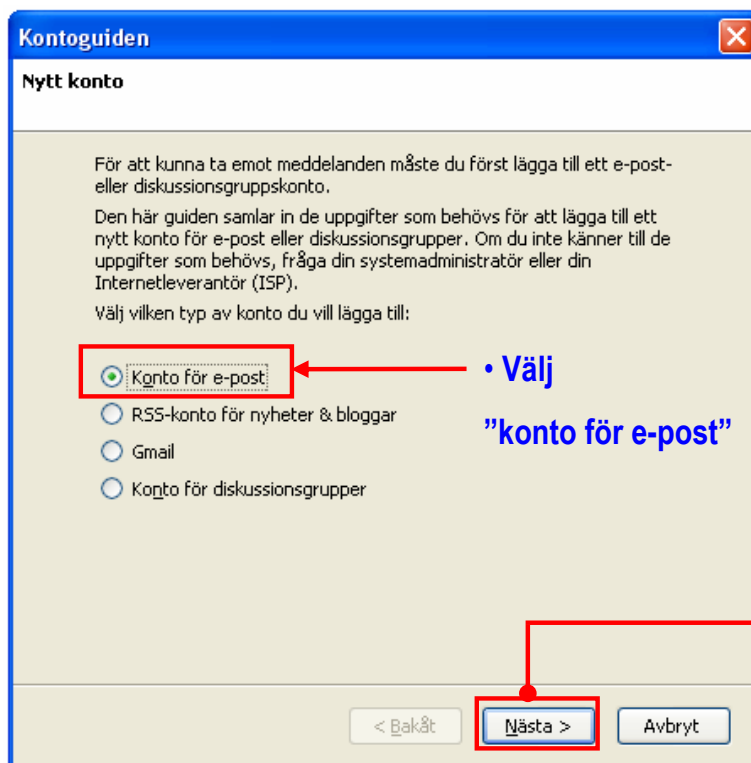 Kontoguiden
Nytt konto
För att kunna ta emot meddelanden måste du först lägga till ett e-post-
eller diskussionsgruppskonto.
Den här guiden samlar in de uppgifter som behövs för att lägga till ett
nytt konto för e-post eller diskussionsgrupper. Om du inte känner till de
uppgifter som behövs, fråga din systemadministratör eller din
Internetleverantör (ISP).
Välj vilken typ av konto du vill lägga till:
Konto för e-post
• Välj
”konto för e-post”
RSS-konto för nyheter & bloggar
Gmail
Konto för diskussionsgrupper
< Bakåt
Nästa >
Avbryt